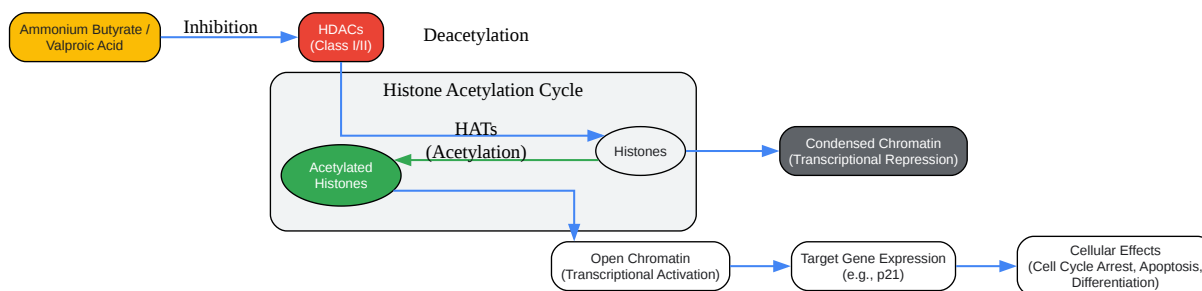 Ammonium Butyrate /
Valproic Acid
Inhibition
HDACs
(Class I/II)
Deacetylation
Histone Acetylation Cycle
HATs
(Acetylation)
Histones
Acetylated
Histones
Condensed Chromatin
(Transcriptional Repression)
Open Chromatin
(Transcriptional Activation)
Target Gene Expression
(e.g., p21)
Cellular Effects
(Cell Cycle Arrest, Apoptosis,
Differentiation)